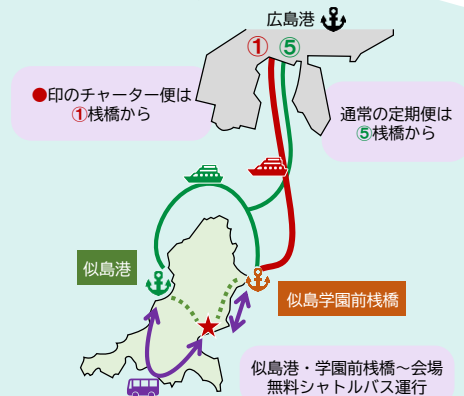 広島港
① ⑤
●印のチャーター便は
①桟橋から
通常の定期便は
⑤桟橋から
似島港
似島学園前桟橋
似島港・学園前桟橋～会場
無料シャトルバス運行